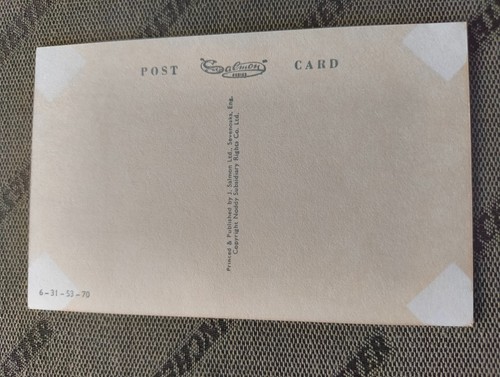 POST Salmon CARD
Printed & Published by J. Salmon Ltd., Sevenoaks, Eng.
Copyright Noddy Subsidiary Rights Co. Ltd.
6-31-53-70